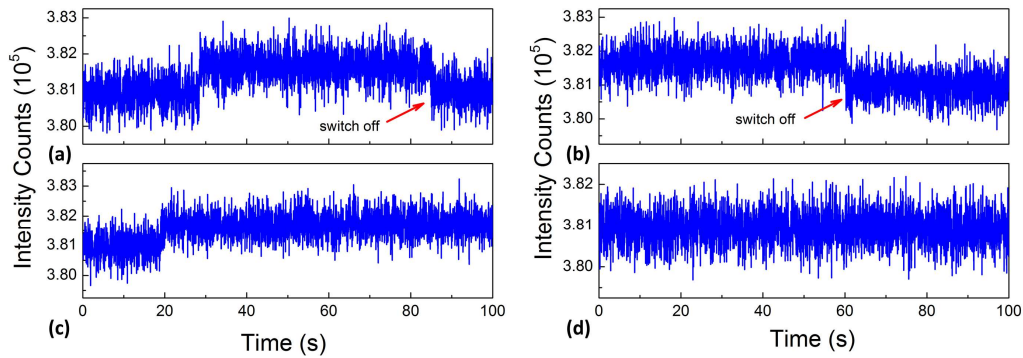 3.83
3.82
3.81
3.80
switch off
(a)
3.83
3.82
3.81
3.80
switch off
(b)
Intensity Counts (10⁵)
Intensity Counts (10⁵)
3.83
3.82
3.81
3.80
0 20 40 60 80 100
(c)
Time (s)
3.82
3.81
3.80
0 20 40 60 80 100
(d)
Time (s)